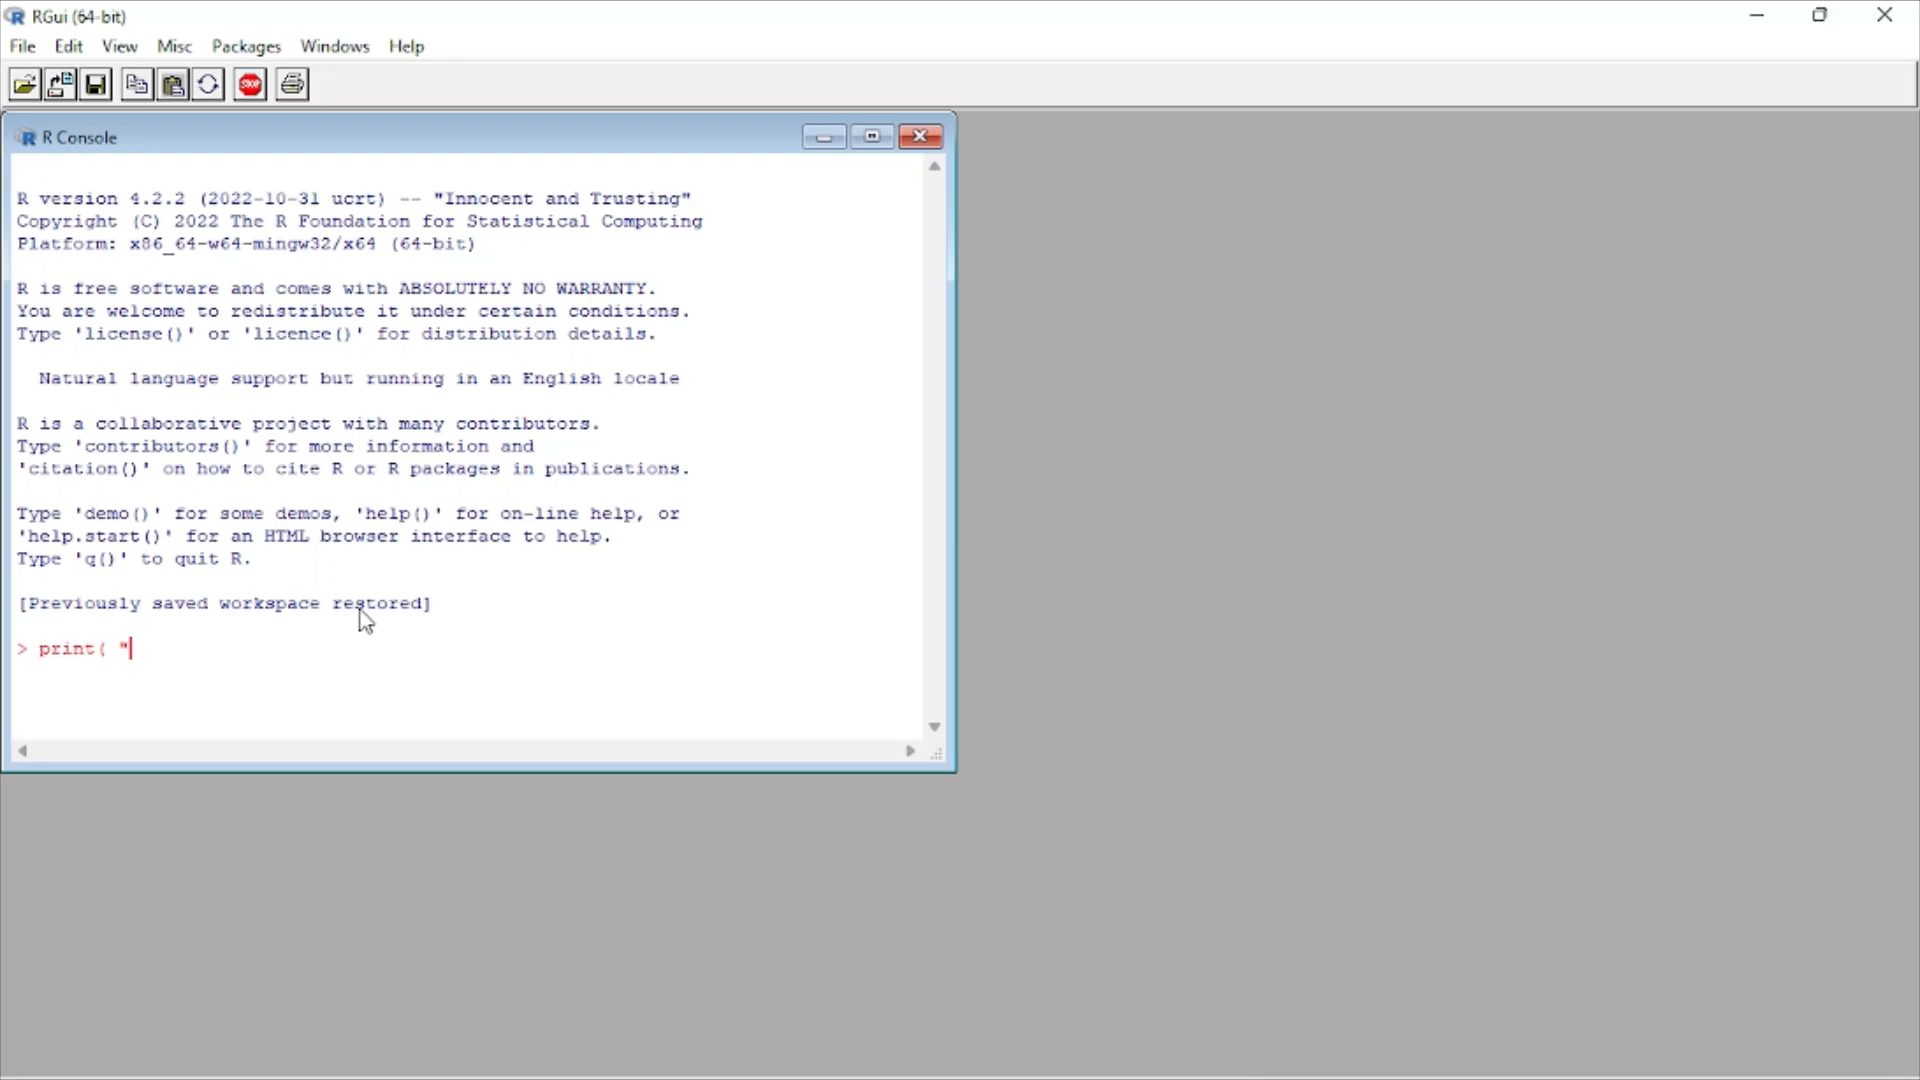 RGui (64-bit)
File Edit View Misc Packages Windows Help
STOP
R Console
R version 4.2.2 (2022-10-31 ucrt) -- "Innocent and Trusting"
Copyright (C) 2022 The R Foundation for Statistical Computing
Platform: x86_64-w64-mingw32/x64 (64-bit)
R is free software and comes with ABSOLUTELY NO WARRANTY.
You are welcome to redistribute it under certain conditions.
Type 'license()' or 'licence()' for distribution details.
Natural language support but running in an English locale
R is a collaborative project with many contributors.
Type 'contributors()' for more information and
'citation()' on how to cite R or R packages in publications.
Type 'demo()' for some demos, 'help()' for on-line help, or
'help.start()' for an HTML browser interface to help.
Type 'q()' to quit R.
[Previously saved workspace restored]
> print( "